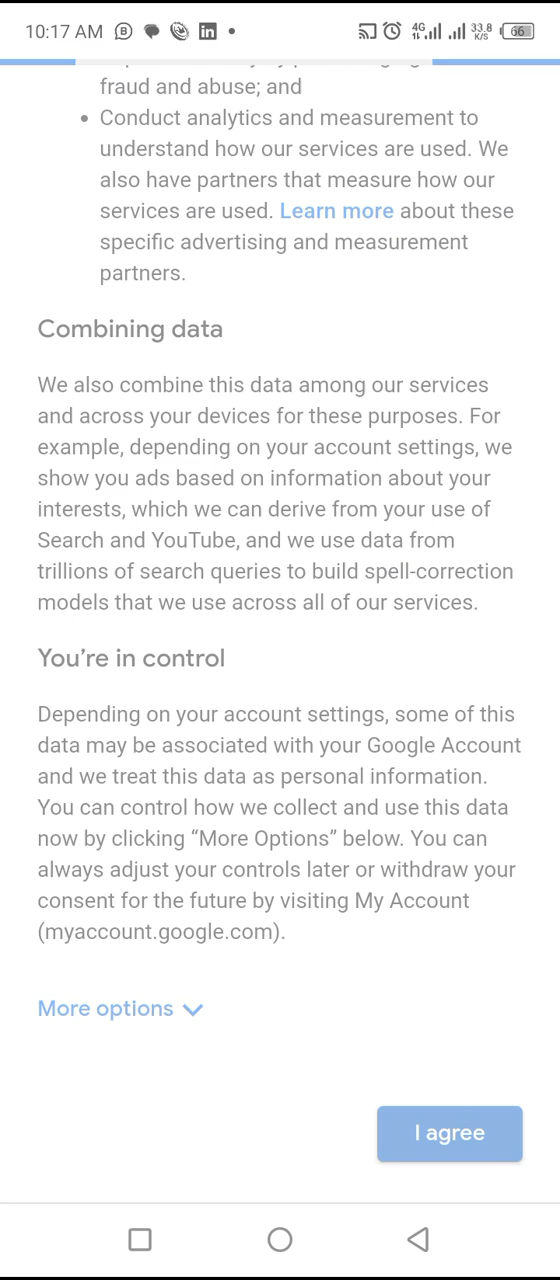 10:17 AM
4G
33.8
K/S
66
fraud and abuse; and
• Conduct analytics and measurement to
understand how our services are used. We
also have partners that measure how our
services are used. Learn more about these
specific advertising and measurement
partners.
Combining data
We also combine this data among our services
and across your devices for these purposes. For
example, depending on your account settings, we
show you ads based on information about your
interests, which we can derive from your use of
Search and YouTube, and we use data from
trillions of search queries to build spell-correction
models that we use across all of our services.
You’re in control
Depending on your account settings, some of this
data may be associated with your Google Account
and we treat this data as personal information.
You can control how we collect and use this data
now by clicking “More Options” below. You can
always adjust your controls later or withdraw your
consent for the future by visiting My Account
(myaccount.google.com).
More options
I agree